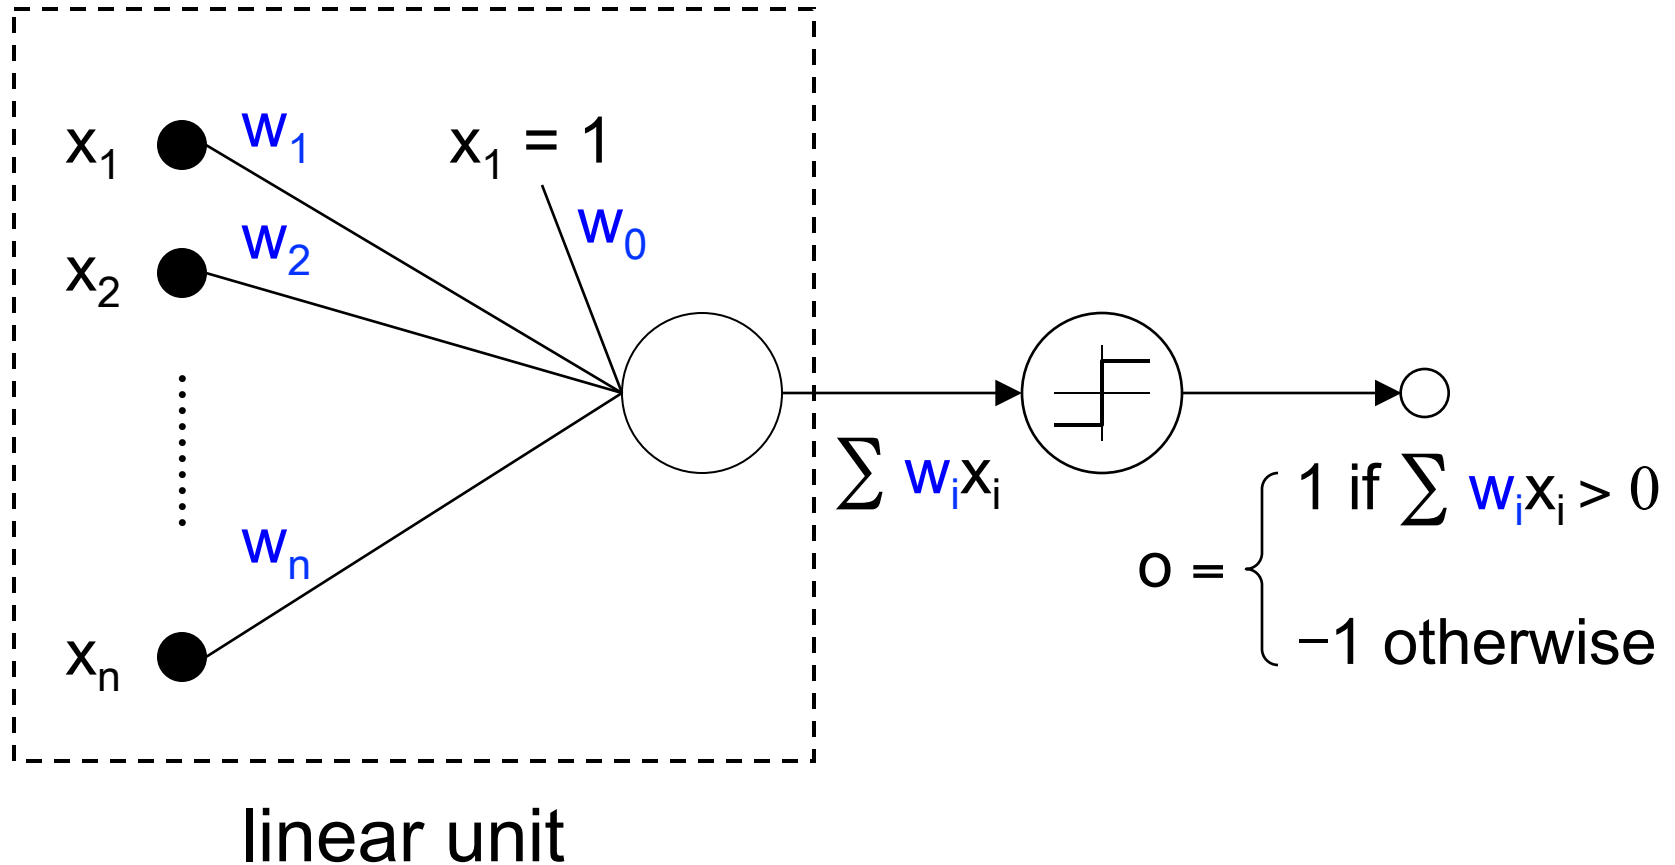 x₁ w₁ x₁ = 1
w₀
x₂ w₂
∑ wᵢxᵢ
1 if ∑ wᵢxᵢ > 0
o =
−1 otherwise
wₙ
xₙ
linear unit